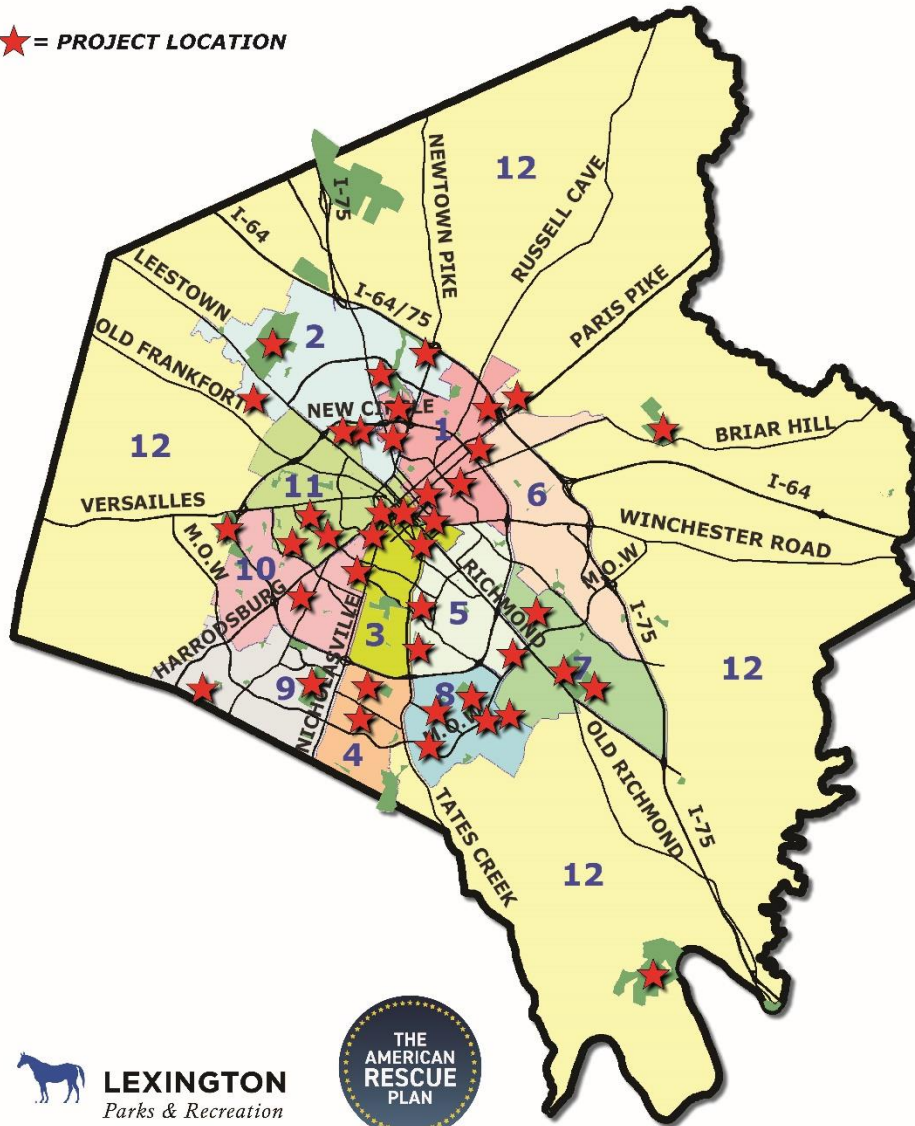 = PROJECT LOCATION
12
NEWTOWN PIKE
RUSSELL CAVE
I-75
I-64
LEESTOWN
I-64/75
PARIS PIKE
OLD FRANKFORT
2
NEW CIRCLE
1
BRIAR HILL
12
I-64
VERSAILLES
11
6
WINCHESTER ROAD
M.O.W
10
RICHMOND
M.O.W
HARRODSBURG
NICHOLASVILLE
3
5
I-75
7
12
9
8
M.O.W
4
OLD RICHMOND
I-75
TATES CREEK
12
LEXINGTON
Parks & Recreation
THE
AMERICAN
RESCUE
PLAN